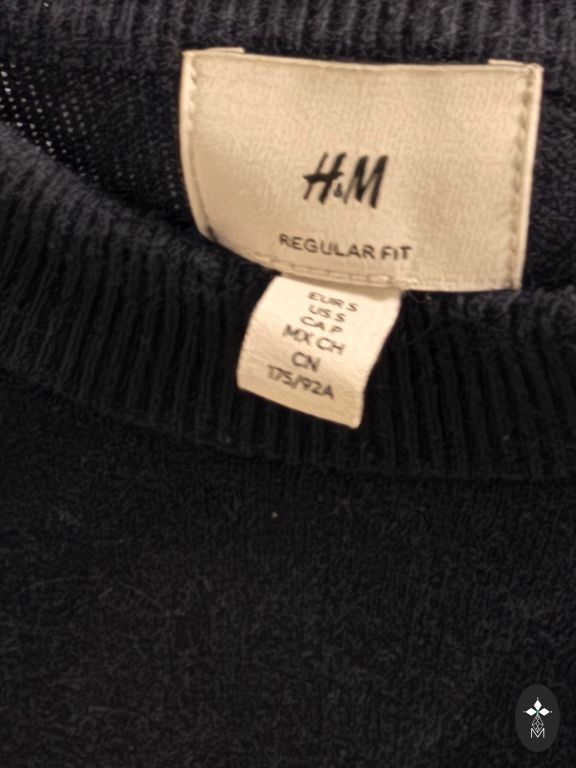 H&M
REGULAR FIT
EUR S
US S
CA P
MX CH
CN
175/92A
M